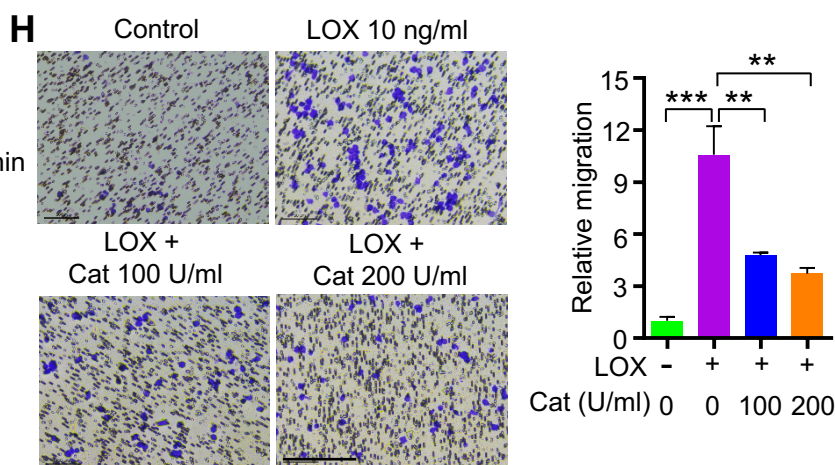 H
Control
LOX 10 ng/ml
LOX +
Cat 100 U/ml
LOX +
Cat 200 U/ml
Relative migration
15
12
9
6
3
0
*** ** **
LOX - + + +
Cat (U/ml) 0 0 100 200